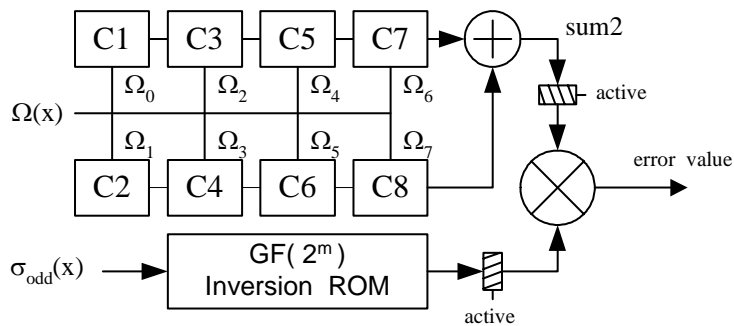 C1 C3 C5 C7 sum2
Ω0 Ω2 Ω4 Ω6
active
Ω(x)
Ω1 Ω3 Ω5 Ω7
error value
C2 C4 C6 C8
σodd(x)
GF( 2^m)
Inversion ROM
active